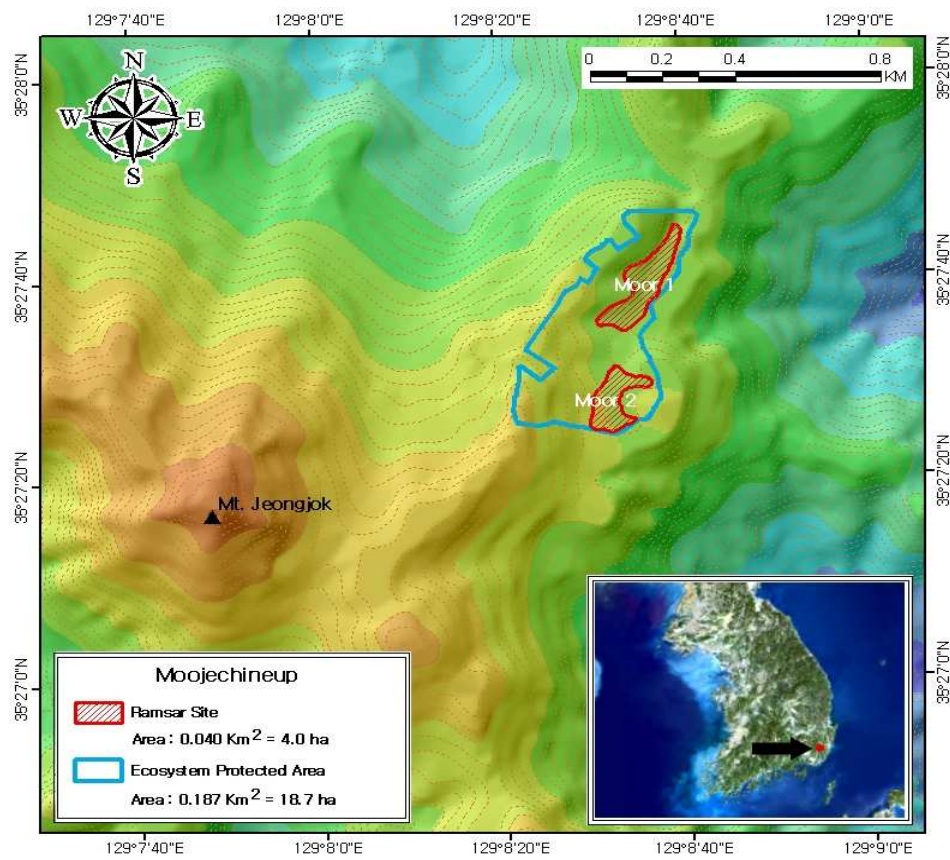 129°7'40"E 129°8'0"E 129°8'20"E 129°8'40"E 129°9'0"E
35°28'0"N
35°27'40"N
35°27'20"N
35°27'0"N
N
W E
S
0 0.2 0.4 0.8
KM
35°28'0"N
35°27'40"N
35°27'20"N
35°27'0"N
Moor 1
Moor 2
Mt. Jeongjok
Moojechineup
Ramsar Site
Area : 0.040 Km² = 4.0 ha
Ecosystem Protected Area
Area : 0.187 Km² = 18.7 ha
129°7'40"E 129°8'0"E 129°8'20"E 129°8'40"E 129°9'0"E